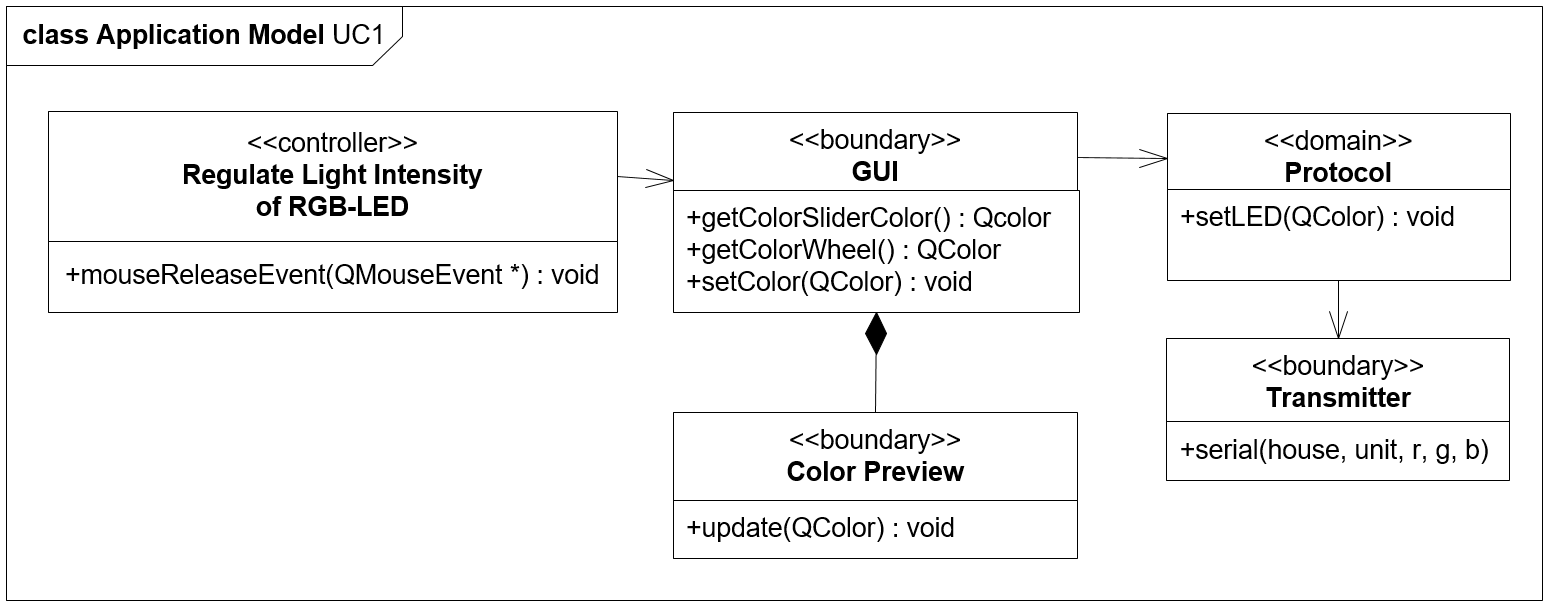 class Application Model UC1
<<controller>>
Regulate Light Intensity
of RGB-LED
+mouseReleaseEvent(QMouseEvent *) : void
<<boundary>>
GUI
+getColorSliderColor() : Qcolor
+getColorWheel() : QColor
+setColor(QColor) : void
<<domain>>
Protocol
+setLED(QColor) : void
<<boundary>>
Transmitter
+serial(house, unit, r, g, b)
<<boundary>>
Color Preview
+update(QColor) : void